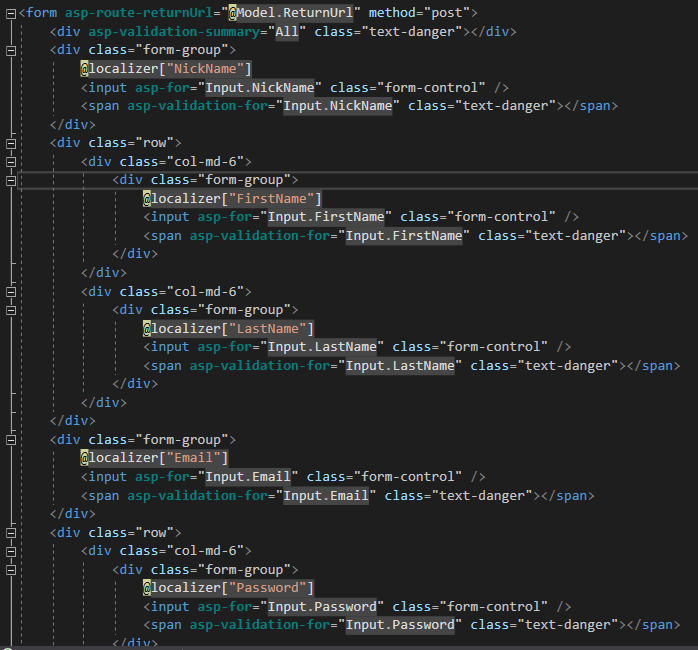 <form asp-route-returnUrl="@Model.ReturnUrl" method="post">
<div asp-validation-summary="All" class="text-danger"></div>
<div class="form-group">
@localizer["NickName"]
<input asp-for="Input.NickName" class="form-control" />
<span asp-validation-for="Input.NickName" class="text-danger"></span>
</div>
<div class="row">
<div class="col-md-6">
<div class="form-group">
@localizer["FirstName"]
<input asp-for="Input.FirstName" class="form-control" />
<span asp-validation-for="Input.FirstName" class="text-danger"></span>
</div>
</div>
<div class="col-md-6">
<div class="form-group">
@localizer["LastName"]
<input asp-for="Input.LastName" class="form-control" />
<span asp-validation-for="Input.LastName" class="text-danger"></span>
</div>
</div>
</div>
<div class="form-group">
@localizer["Email"]
<input asp-for="Input.Email" class="form-control" />
<span asp-validation-for="Input.Email" class="text-danger"></span>
</div>
<div class="row">
<div class="col-md-6">
<div class="form-group">
@localizer["Password"]
<input asp-for="Input.Password" class="form-control" />
<span asp-validation-for="Input.Password" class="text-danger"></span>
</div>